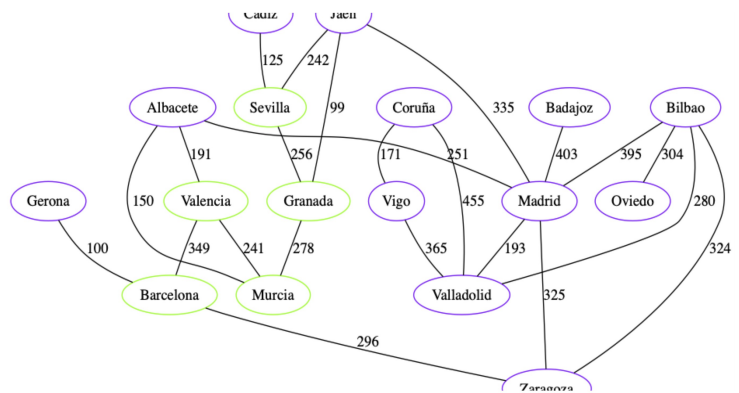 Cádiz Jaén
125 242
99 335
Albacete Sevilla Coruña Badajoz Bilbao
191 256 171 251 403 395 304
Gerona 150 Valencia Granada Vigo 455 Madrid Oviedo 280
100 349 241 278 365 193 324
Barcelona Murcia Valladolid 325
296
Zaragoza